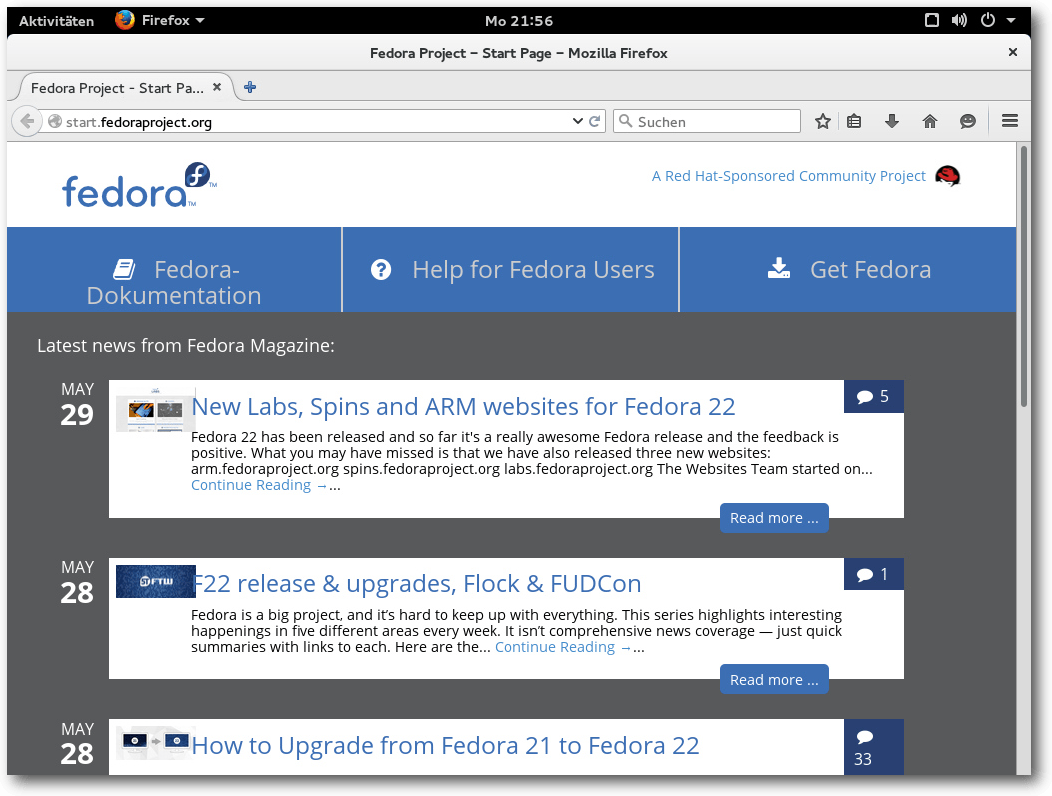 Aktivitäten Firefox Mo 21:56
Fedora Project – Start Page – Mozilla Firefox
Fedora Project - Start Pa...
start.fedoraproject.org Suchen
fedora™
A Red Hat-Sponsored Community Project
Fedora-
Dokumentation
Help for Fedora Users
Get Fedora
Latest news from Fedora Magazine:
MAY
29
New Labs, Spins and ARM websites for Fedora 22
5
Fedora 22 has been released and so far it's a really awesome Fedora release and the feedback is
positive. What you may have missed is that we have also released three new websites:
arm.fedoraproject.org spins.fedoraproject.org labs.fedoraproject.org The Websites Team started on...
Continue Reading →...
Read more ...
MAY
28
FTW
F22 release & upgrades, Flock & FUDCon
1
Fedora is a big project, and it’s hard to keep up with everything. This series highlights interesting
happenings in five different areas every week. It isn’t comprehensive news coverage — just quick
summaries with links to each. Here are the... Continue Reading →...
Read more ...
MAY
28
How to Upgrade from Fedora 21 to Fedora 22
33